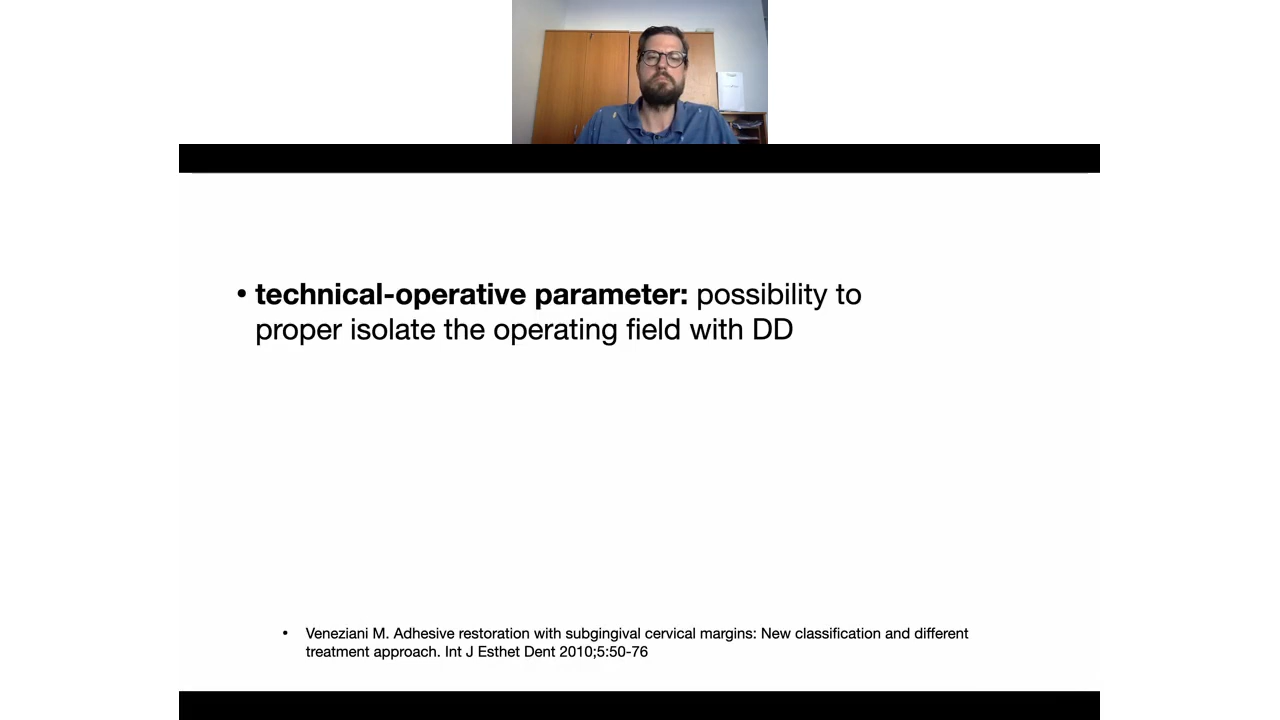 • technical-operative parameter: possibility to
proper isolate the operating field with DD
• Veneziani M. Adhesive restoration with subgingival cervical margins: New classification and different
treatment approach. Int J Esthet Dent 2010;5:50-76